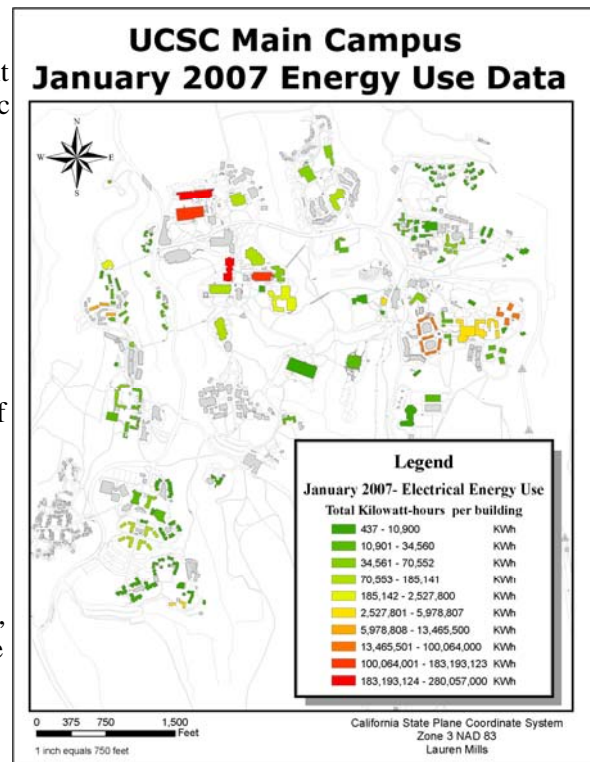 UCSC Main Campus
January 2007 Energy Use Data
t
c
f
,
e
N
W
E
S
Legend
January 2007- Electrical Energy Use
Total Kilowatt-hours per building
437 - 10,900 KWh
10,901 - 34,560 KWh
34,561 - 70,552 KWh
70,553 - 185,141 KWh
185,142 - 2,527,800 KWh
2,527,801 - 5,978,807 KWh
5,978,808 - 13,465,500 KWh
13,465,501 - 100,064,000 KWh
100,064,001 - 183,193,123 KWh
183,193,124 - 280,057,000 KWh
0 375 750 1,500
Feet
1 inch equals 750 feet
California State Plane Coordinate System
Zone 3 NAD 83
Lauren Mills